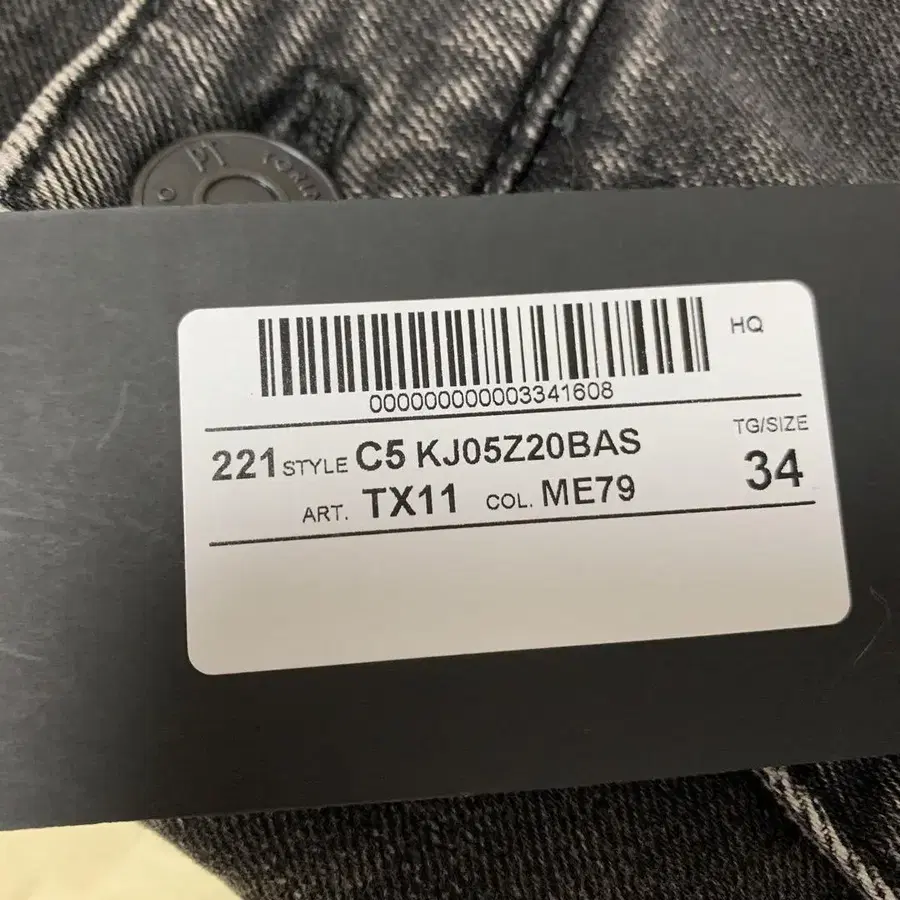 HQ
000000000003341608
221 STYLE C5 KJ05Z20BAS
TG/SIZE
34
ART. TX11 COL. ME79